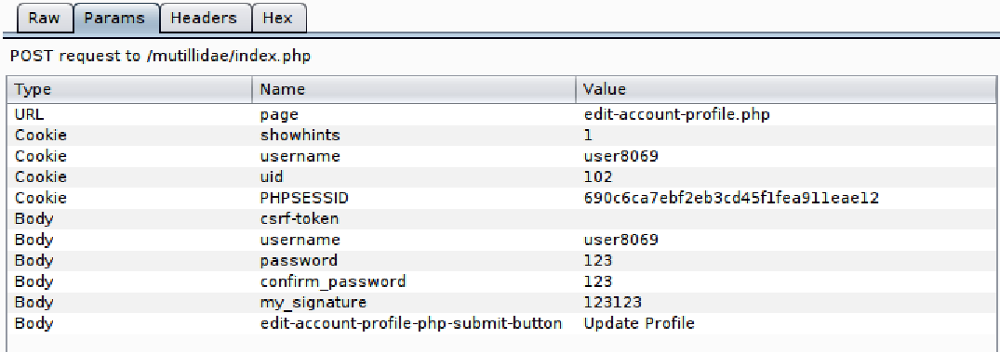 Raw Params Headers Hex
POST request to /mutillidae/index.php
Type Name Value
URL page edit-account-profile.php
Cookie showhints 1
Cookie username user8069
Cookie uid 102
Cookie PHPSESSID 690c6ca7ebf2eb3cd45f1fea911eae12
Body csrf-token
Body username user8069
Body password 123
Body confirm_password 123
Body my_signature 123123
Body edit-account-profile-php-submit-button Update Profile